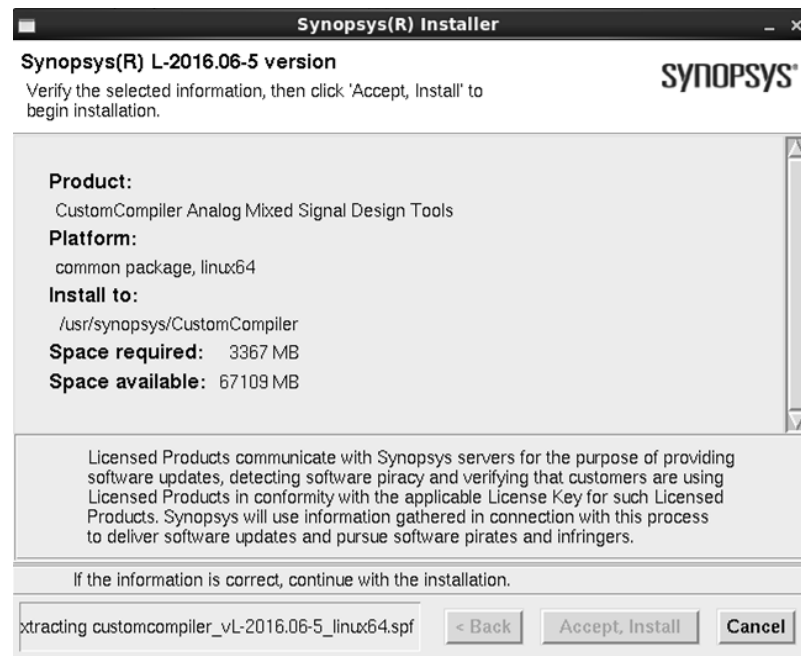 Synopsys(R) Installer
Synopsys(R) L-2016.06-5 version
Verify the selected information, then click 'Accept, Install' to
begin installation.
SYNOPSYS
Product:
CustomCompiler Analog Mixed Signal Design Tools
Platform:
common package, linux64
Install to:
/usr/synopsys/CustomCompiler
Space required: 3367 MB
Space available: 67109 MB
Licensed Products communicate with Synopsys servers for the purpose of providing
software updates, detecting software piracy and verifying that customers are using
Licensed Products in conformity with the applicable License Key for such Licensed
Products. Synopsys will use information gathered in connection with this process
to deliver software updates and pursue software pirates and infringers.
If the information is correct, continue with the installation.
xtracting customcompiler_vL-2016.06-5_linux64.spf
< Back
Accept, Install
Cancel